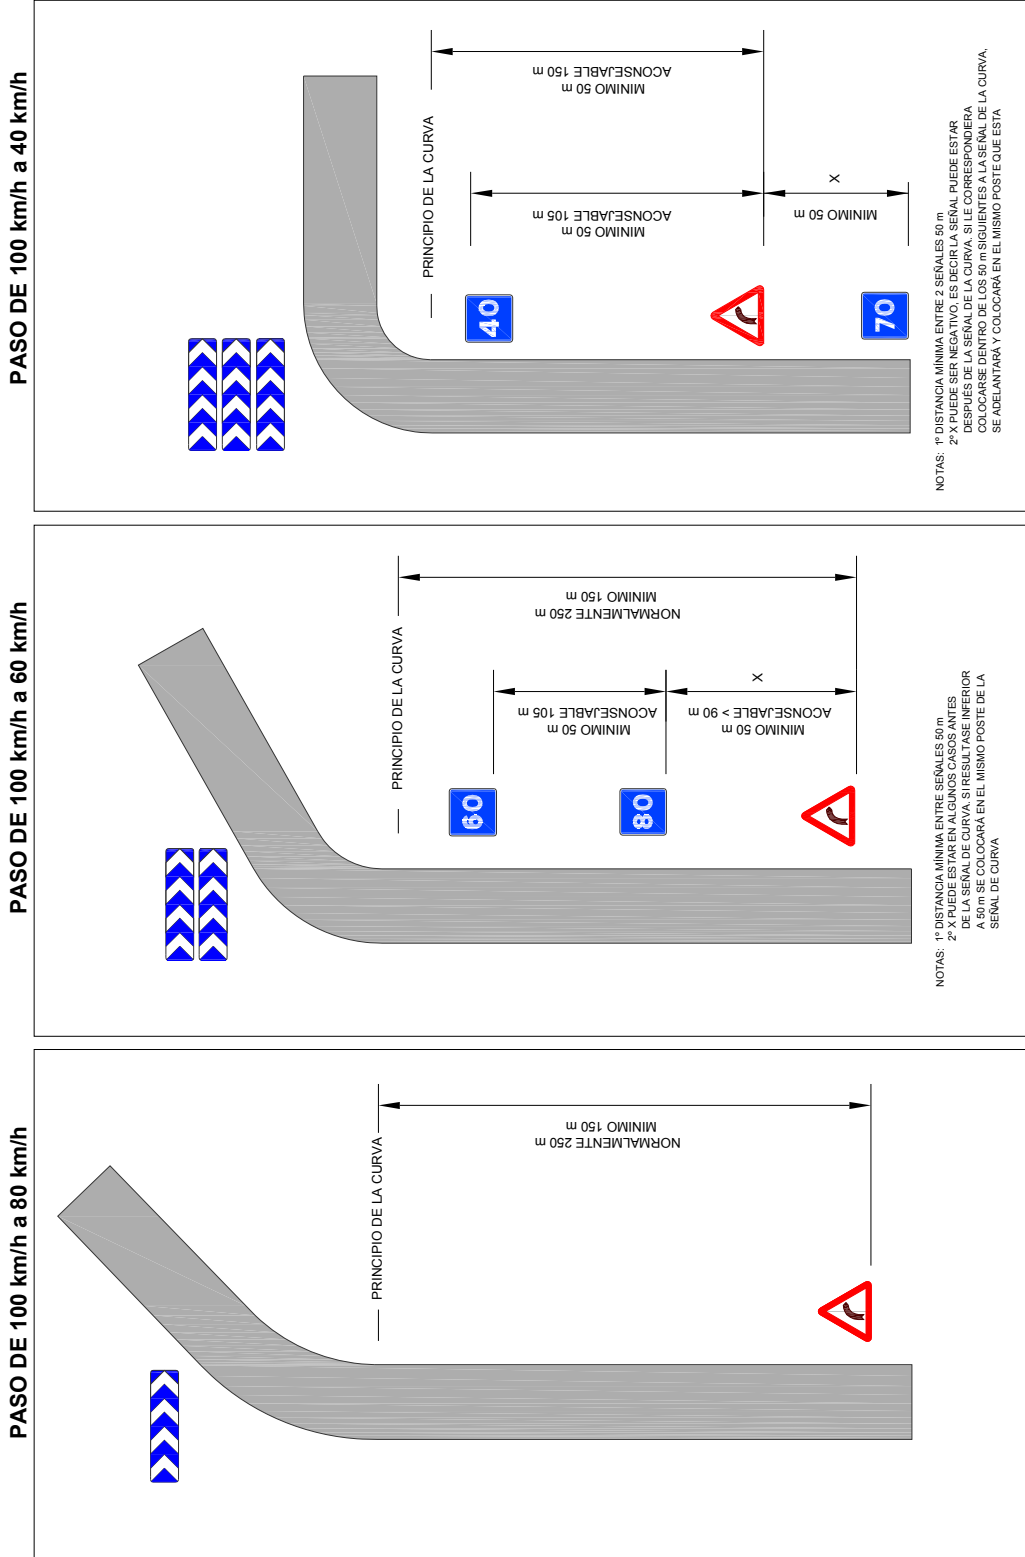 PASO DE 100 km/h a 80 km/h
PRINCIPIO DE LA CURVA
NORMALMENTE 250 m
MINIMO 150 m
PASO DE 100 km/h a 60 km/h
PRINCIPIO DE LA CURVA
NORMALMENTE 250 m
MINIMO 150 m
60
MINIMO 50 m
ACONSEJABLE 105 m
80
MINIMO 50 m
ACONSEJABLE > 90 m
X
NOTAS: 1º DISTANCIA MÍNIMA ENTRE SEÑALES 50 m
2º X PUEDE ESTAR EN ALGUNOS CASOS ANTES
DE LA SEÑAL DE CURVA. SI RESULTASE INFERIOR
A 50 m SE COLOCARÁ EN EL MISMO POSTE DE LA
SEÑAL DE CURVA
PASO DE 100 km/h a 40 km/h
PRINCIPIO DE LA CURVA
MINIMO 50 m
ACONSEJABLE 150 m
40
MINIMO 50 m
ACONSEJABLE 105 m
70
MINIMO 50 m
X
NOTAS: 1º DISTANCIA MÍNIMA ENTRE 2 SEÑALES 50 m
2º X PUEDE SER NEGATIVO, ES DECIR LA SEÑAL PUEDE ESTAR
DESPUÉS DE LA SEÑAL DE LA CURVA. SI LE CORRESPONDIERA
COLOCARSE DENTRO DE LOS 50 m SIGUIENTES A LA SEÑAL DE LA CURVA,
SE ADELANTARÁ Y COLOCARÁ EN EL MISMO POSTE QUE ESTA